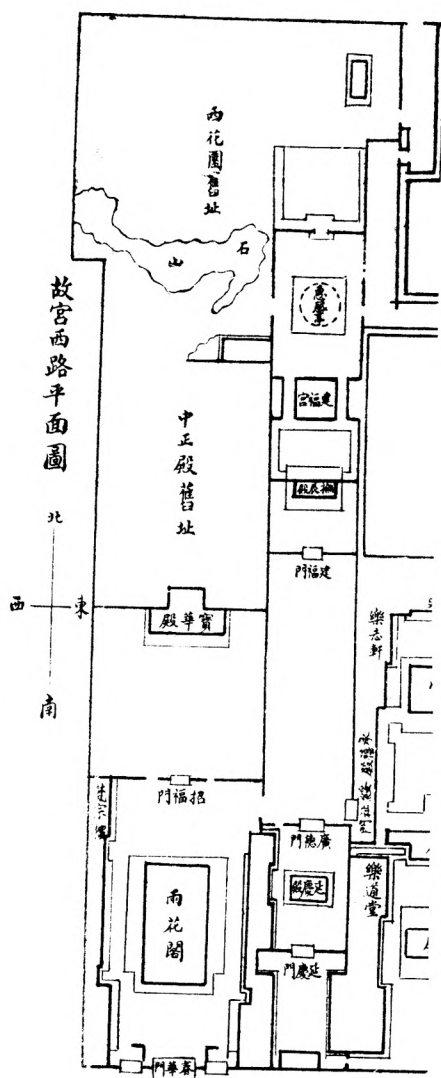 故宮西路平面圖
北
西
東
南
西花園舊址
石
山
惠風亭
宮福建
中正殿舊址
殿辰撫
門福建
殿華寶
樂志軒
門福招
門德廣
樂道堂
殿慶延
雨花閣
門慶延
門華春